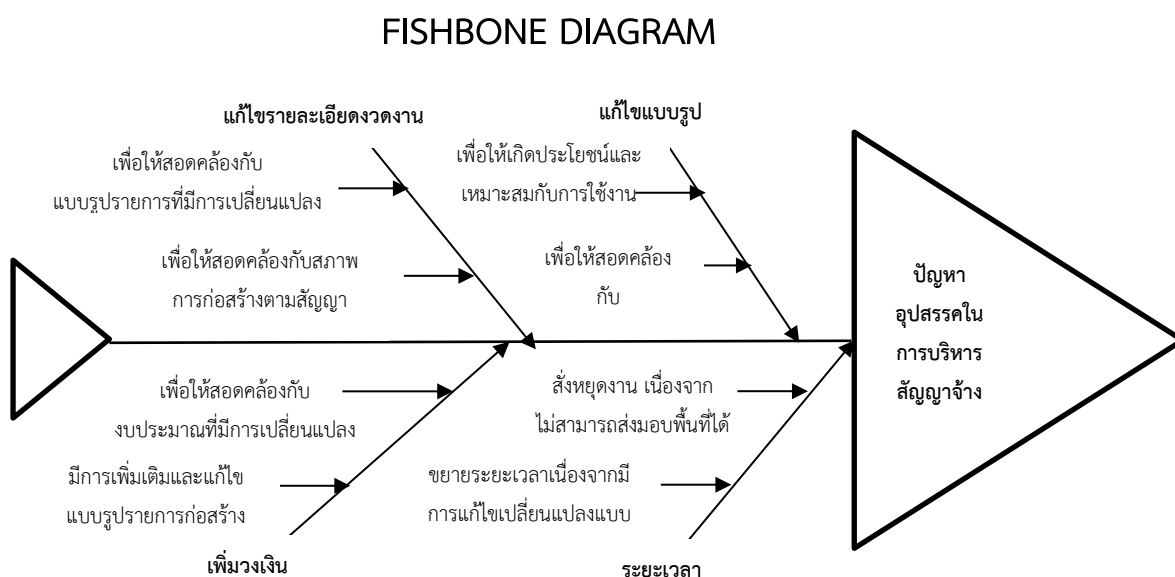 FISHBONE DIAGRAM
แก้ไขรายละเอียดงวดงาน
แก้ไขแบบรูป
เพื่อให้สอดคล้องกับ
แบบรูปรายการที่มีการเปลี่ยนแปลง
เพื่อให้เกิดประโยชน์และ
เหมาะสมกับการใช้งาน
เพื่อให้สอดคล้องกับสภาพ
การก่อสร้างตามสัญญา
เพื่อให้สอดคล้อง
กับ
ปัญหา
อุปสรรคใน
การบริหาร
สัญญาจ้าง
เพื่อให้สอดคล้องกับ
งบประมาณที่มีการเปลี่ยนแปลง
สั่งหยุดงาน เนื่องจาก
ไม่สามารถส่งมอบพื้นที่ได้
มีการเพิ่มเติมและแก้ไข
แบบรูปรายการก่อสร้าง
ขยายระยะเวลาเนื่องจากมี
การแก้ไขเปลี่ยนแปลงแบบ
เพิ่มวงเงิน
ระยะเวลา